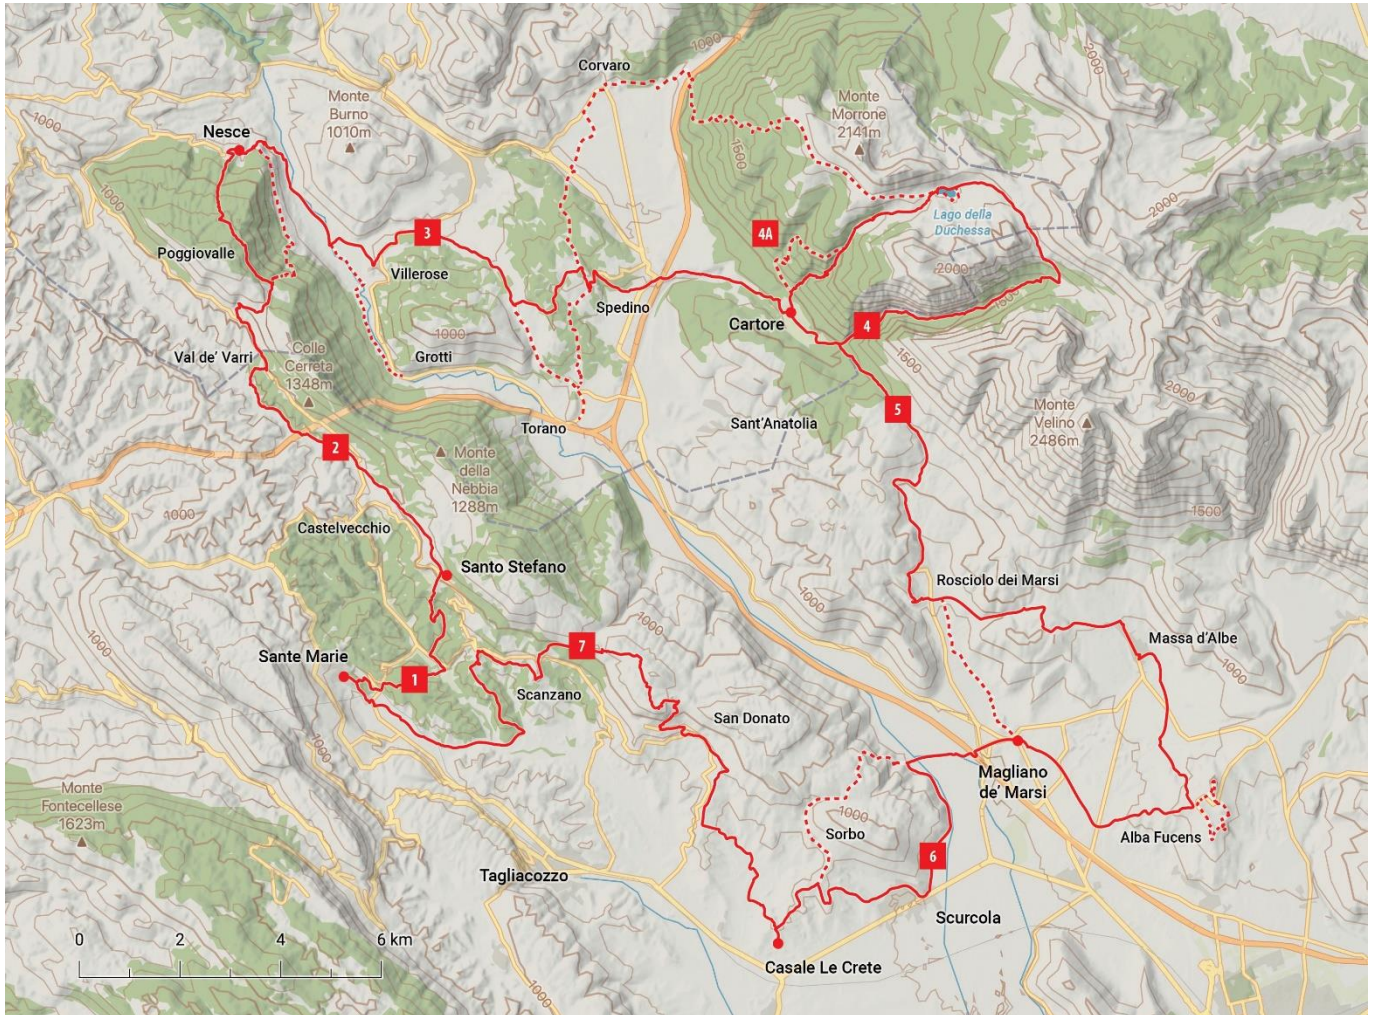 1000
Corvaro
2000
Monte
Burno
1010m
Monte
Morrone
2141m
1000
Nesce
1500
1000
2000
4A
3
Lago della
Duchessa
Poggiovalle
Villerose
2000
1500
Spedino
Cartore
4
1000
Val de' Varri
Colle
Cerreta
1348m
Grotti
1500
2000
5
Monte
Velino
2486m
Sant'Anatolia
Torano
2
Monte
della
Nebbia
1288m
1000
1500
Castelvecchio
Santo Stefano
Rosciolo dei Marsi
1000
1000
1000
7
Massa d'Albe
Sante Marie
1
1000
Scanzano
San Donato
1000
Magliano
de' Marsi
Monte
Fontecellese
1623m
1000
Sorbo
Alba Fucens
6
Tagliacozzo
Scurcola
0 2 4 6 km
Casale Le Crete
1000